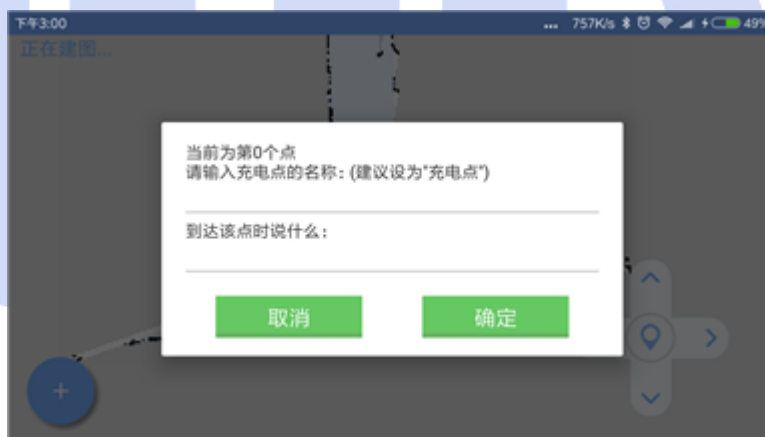 下午3:00
... 757K/s 49%
正在建图...
当前为第0个点
请输入充电点的名称: (建议设为"充电点")
到达该点时说什么:
取消
确定